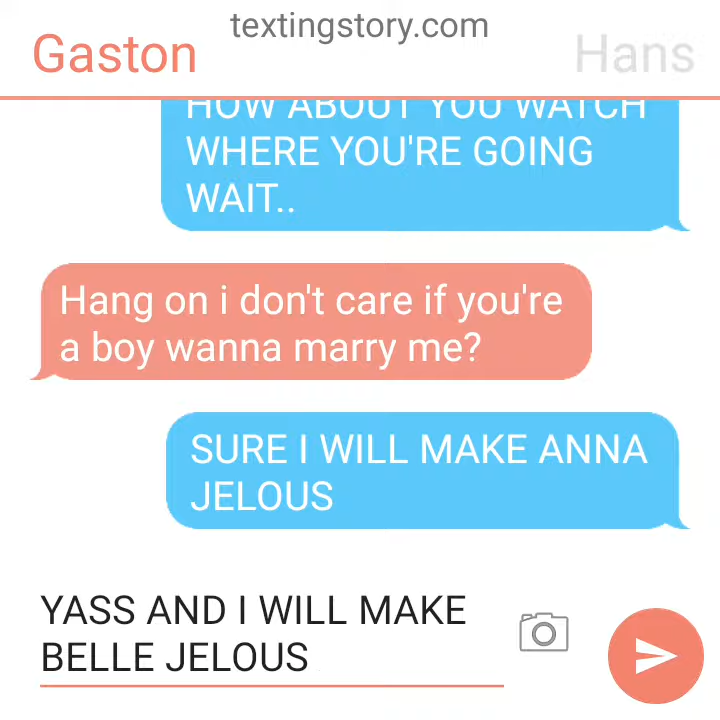 textingstory.com
Gaston
Hans
HOW ABOUT YOU WATCH
WHERE YOU'RE GOING
WAIT..
Hang on i don't care if you're
a boy wanna marry me?
SURE I WILL MAKE ANNA
JELOUS
YASS AND I WILL MAKE
BELLE JELOUS